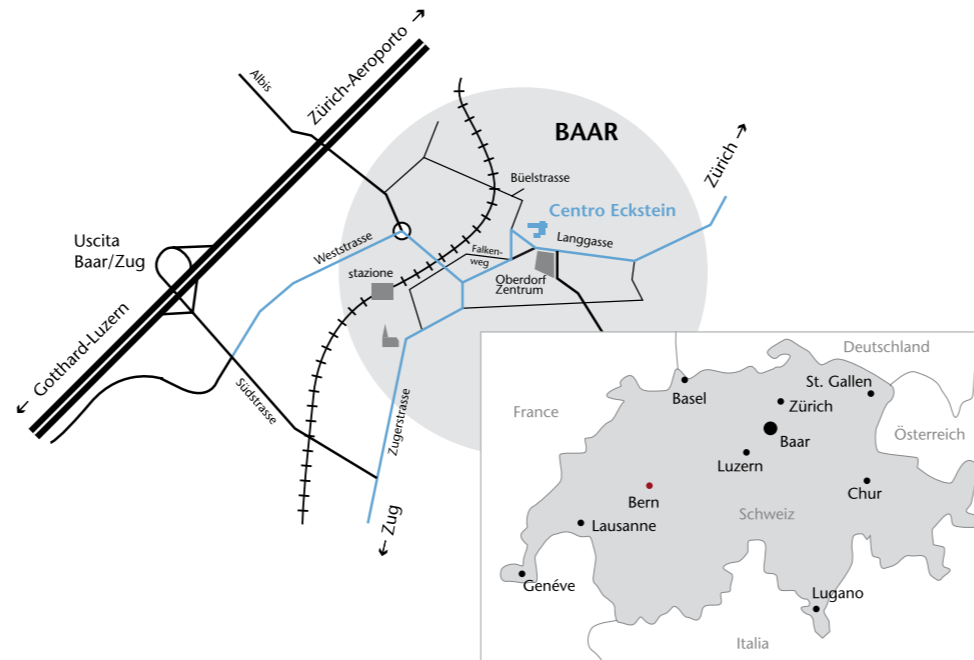 Zürich-Aeroporto →
Albis
BAAR
Zürich →
Büelstrasse
Centro Eckstein
Langgasse
Weststrasse
Falken-
weg
Uscita
Baar/Zug
stazione
Oberdorf
Zentrum
← Gotthard-Luzern
Südstrasse
Zugerstrasse
← Zug
Deutschland
France
Basel
St. Gallen
Zürich
Österreich
Baar
Luzern
Bern
Chur
Schweiz
Lausanne
Genéve
Lugano
Italia